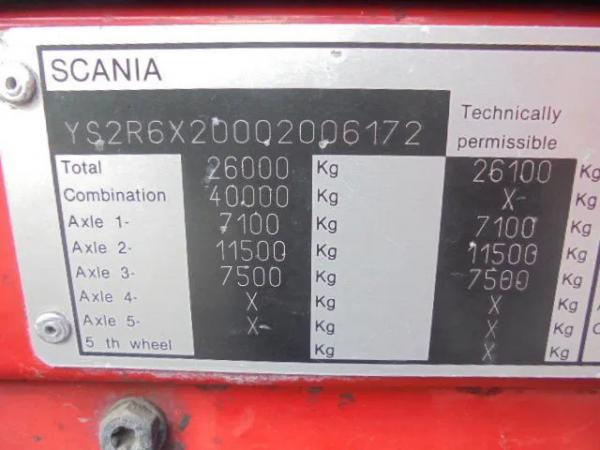 SCANIA
YS2R6X20002006172
Technically
permissible
Total 26000 Kg 26100 Kg
Combination 40000 Kg X- Kg
Axle 1- 7100 Kg 7100 Kg
Axle 2- 11500 Kg 11500 Kg
Axle 3- 7500 Kg 7500 Kg
Axle 4- X Kg X Kg
Axle 5- X- Kg X Kg
5 th wheel Kg X Kg